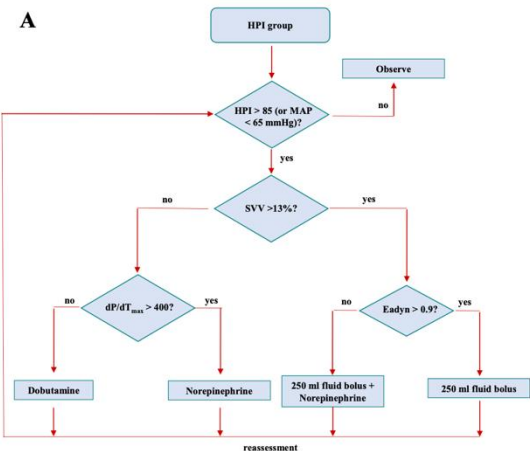 A
HPI group
Observe
HPI > 85 (or MAP
< 65 mmHg)?
no
yes
SVV >13%?
no
yes
dP/dTmax > 400?
no
yes
Eadyn > 0.9?
no
yes
Dobutamine
Norepinephrine
250 ml fluid bolus +
Norepinephrine
250 ml fluid bolus
reassessment